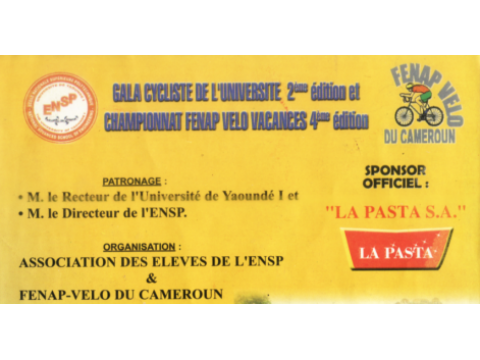 ENSP
GALA CYCLISTE DE L'UNIVERSITE 2ème édition et
CHAMPIONNAT FENAP VELO VACANCES 4ème édition
FENAP VELO
DU CAMEROUN
PATRONAGE :
• M. le Recteur de l'Université de Yaoundé I et
• M. le Directeur de l'ENSP.
SPONSOR
OFFICIEL :
"LA PASTA S.A."
LA PASTA
ORGANISATION :
ASSOCIATION DES ELEVES DE L'ENSP
&
FENAP-VELO DU CAMEROUN